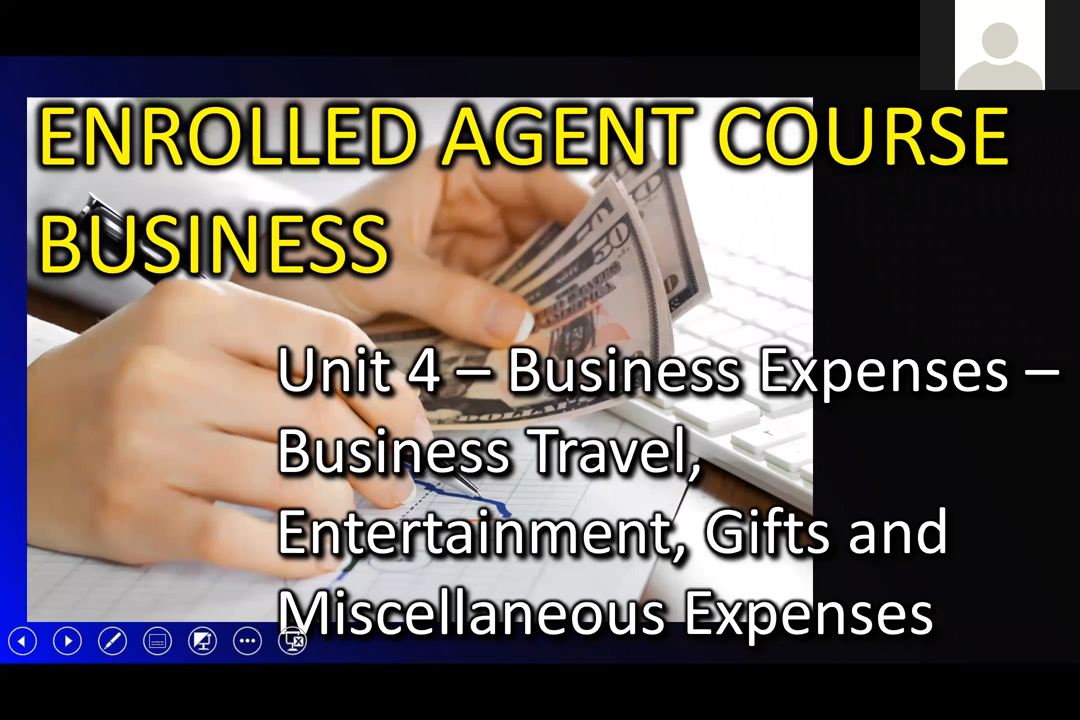 ENROLLED AGENT COURSE
BUSINESS
Unit 4 – Business Expenses –
Business Travel,
Entertainment, Gifts and
Miscellaneous Expenses